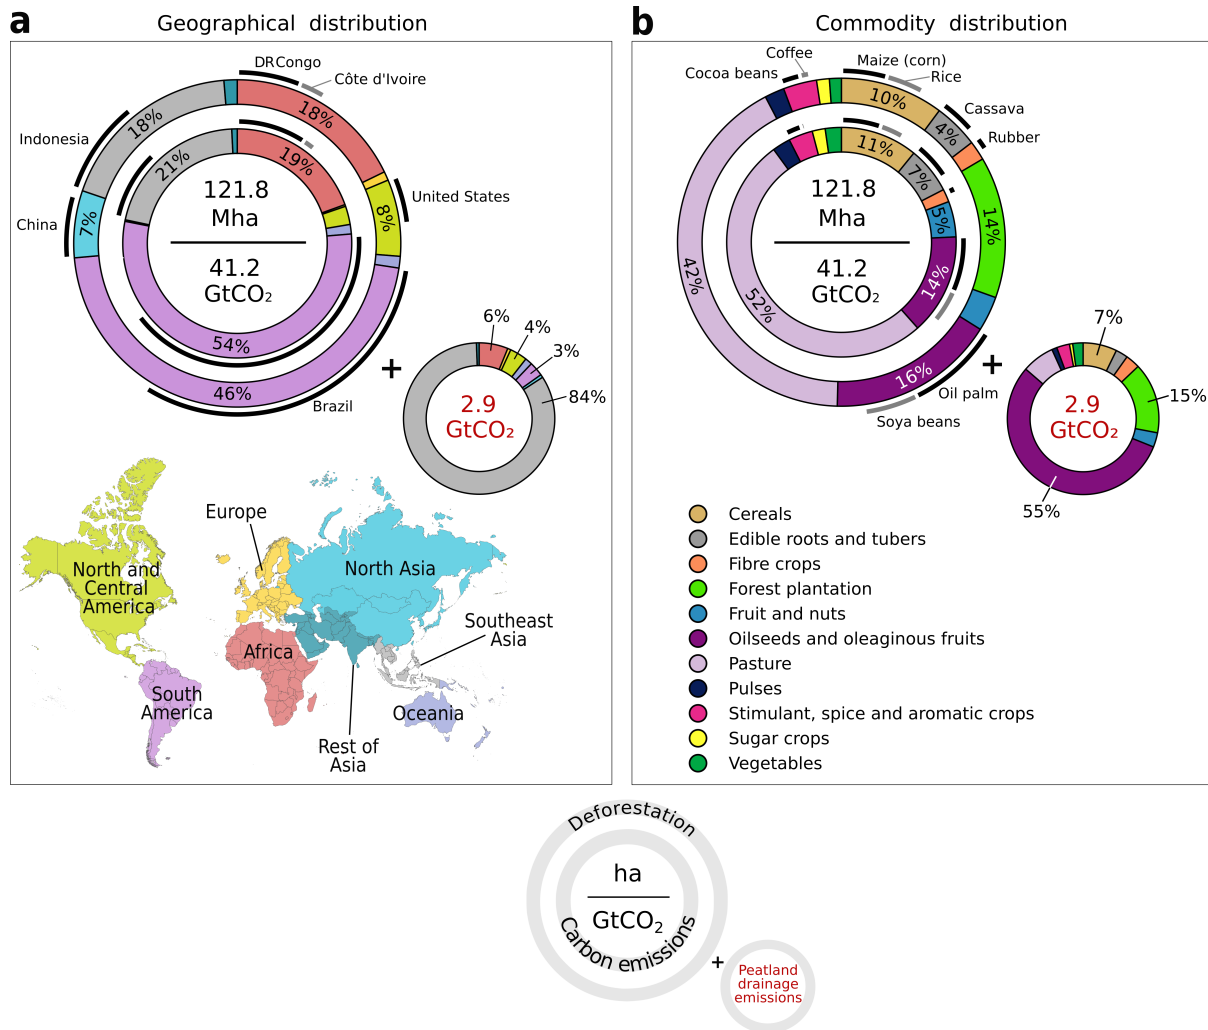 a
Geographical distribution
DRCongo
Côte d'Ivoire
Indonesia
18%
18%
21%
19%
United States
China
7%
8%
121.8
Mha
41.2
GtCO₂
54%
46%
Brazil
+
6%
4%
3%
84%
2.9
GtCO₂
Europe
North and
Central
America
North Asia
Southeast
Asia
Africa
South
America
Oceania
Rest of
Asia
b
Commodity distribution
Coffee
Cocoa beans
Maize (corn)
Rice
Cassava
Rubber
10%
4%
11%
7%
5%
14%
14%
121.8
Mha
41.2
GtCO₂
42%
52%
16%
Oil palm
Soya beans
+
7%
15%
55%
2.9
GtCO₂
Cereals
Edible roots and tubers
Fibre crops
Forest plantation
Fruit and nuts
Oilseeds and oleaginous fruits
Pasture
Pulses
Stimulant, spice and aromatic crops
Sugar crops
Vegetables
Deforestation
ha
GtCO₂
Carbon emissions
+
Peatland
drainage
emissions